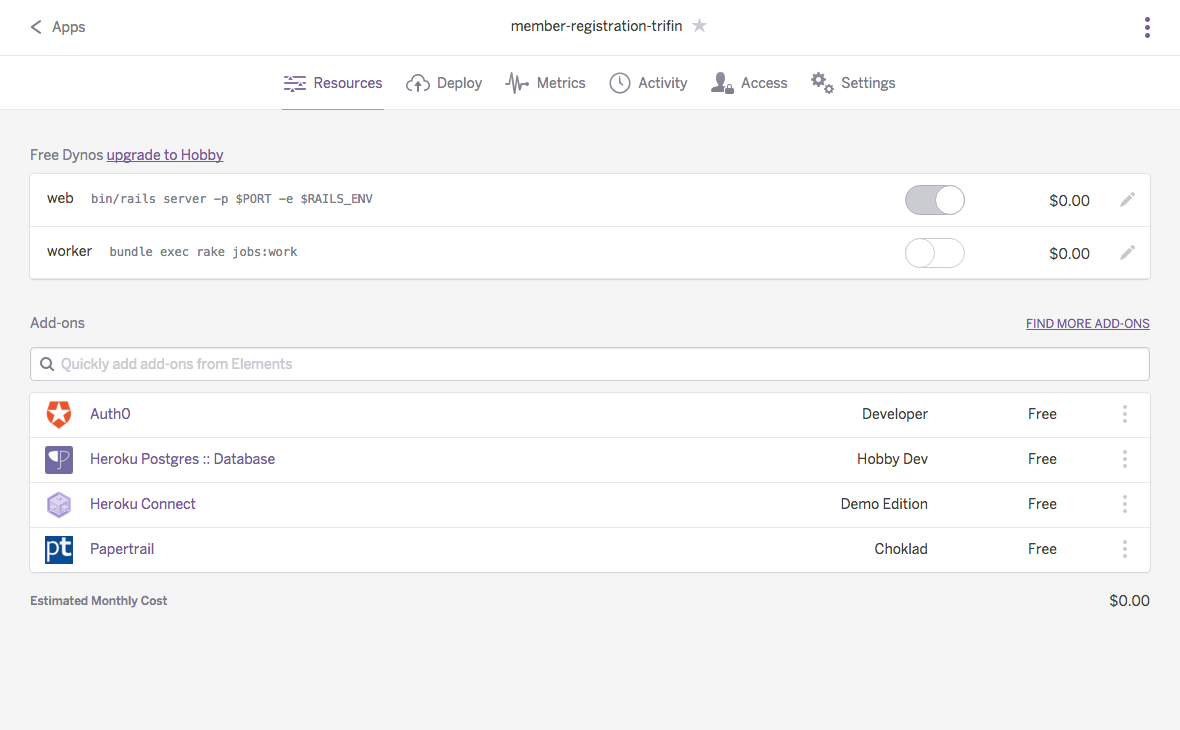 Apps
member-registration-trifin
Resources Deploy Metrics Activity Access Settings
Free Dynos upgrade to Hobby
web bin/rails server -p $PORT -e $RAILS_ENV $0.00
worker bundle exec rake jobs:work $0.00
Add-ons FIND MORE ADD-ONS
Quickly add add-ons from Elements
Auth0 Developer Free
Heroku Postgres :: Database Hobby Dev Free
Heroku Connect Demo Edition Free
pt Papertrail Choklad Free
Estimated Monthly Cost $0.00